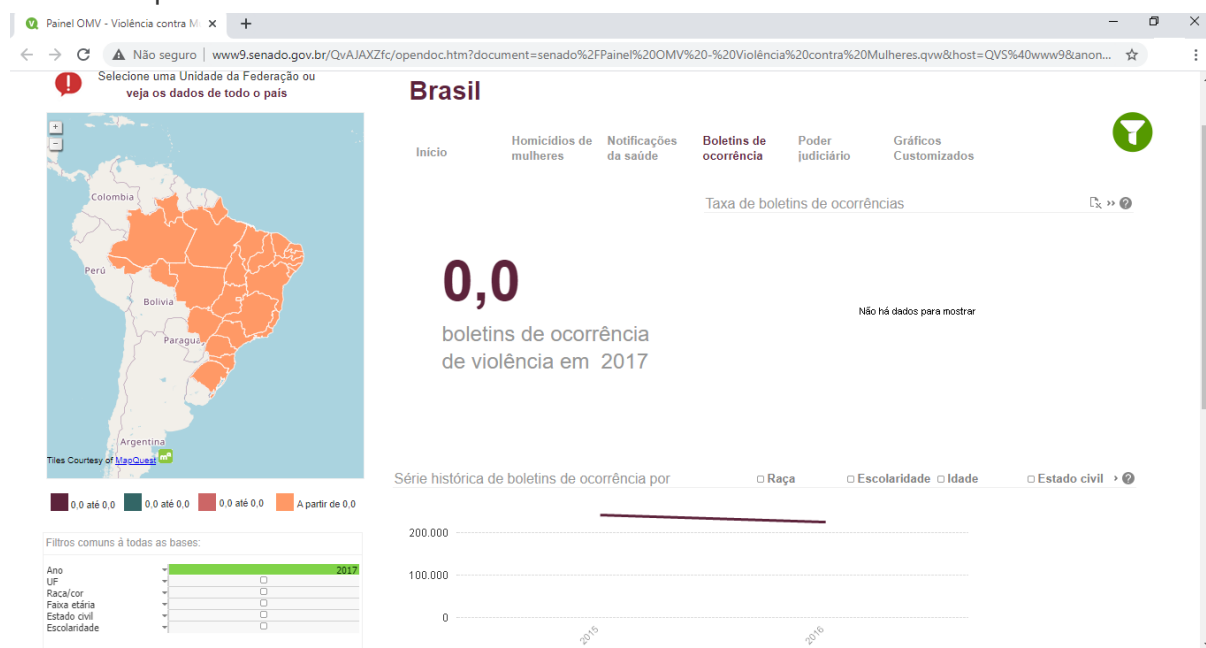 Painel OMV - Violência contra M
Não seguro | www9.senado.gov.br/QvAJAXZfc/opendoc.htm?document=senado%2FPainel%20OMV%20-%20Violência%20contra%20Mulheres.qvw&host=QVS%40www9&anon...
Selecione uma Unidade da Federação ou
veja os dados de todo o país
Brasil
Início
Homicídios de mulheres
Notificações da saúde
Boletins de ocorrência
Poder judiciário
Gráficos Customizados
Taxa de boletins de ocorrências
Colombia
Perú
Bolivia
Paragua
Argentina
Tiles Courtesy of MapQuest
0,0
boletins de ocorrência
de violência em 2017
Não há dados para mostrar
0,0 até 0,0 0,0 até 0,0 0,0 até 0,0 A partir de 0,0
Série histórica de boletins de ocorrência por Raça Escolaridade Idade Estado civil
200.000
100.000
0
2015 2016
Filtros comuns à todas as bases:
Ano 2017
UF
Raca/cor
Faixa etária
Estado civil
Escolaridade